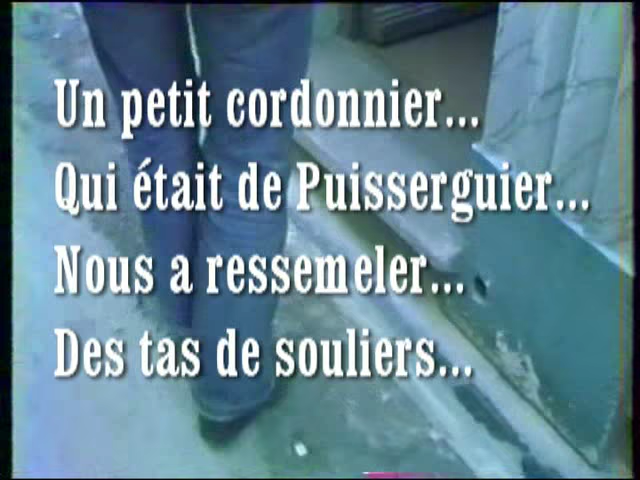 Un petit cordonnier...
Qui était de Puisserguier...
Nous a ressemeler...
Des tas de souliers...